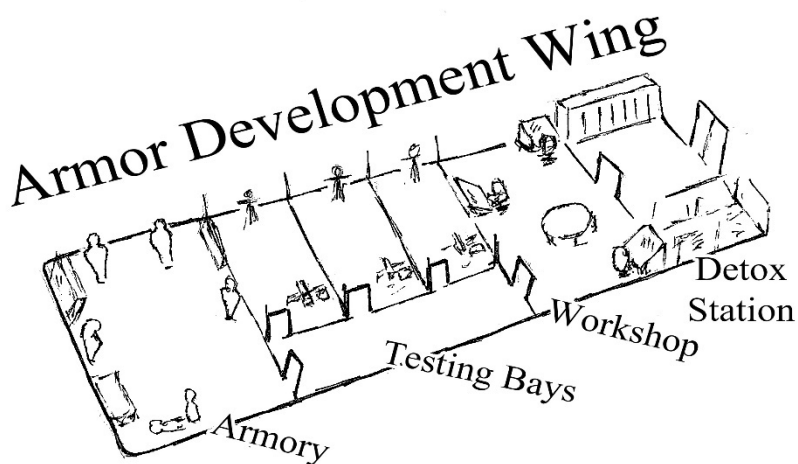 Armor Development Wing
Armory
Testing Bays
Workshop
Detox
Station